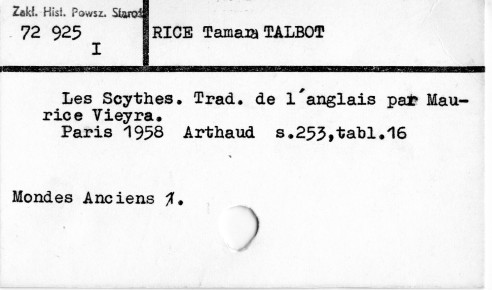 Zakł. Hist. Powsz. Staroż
72 925
I
RICE Tamara TALBOT
Les Scythes. Trad. de l'anglais par Mau-
rice Vieyra.
Paris 1958 Arthaud s.253,tabl.16
Mondes Anciens 1.